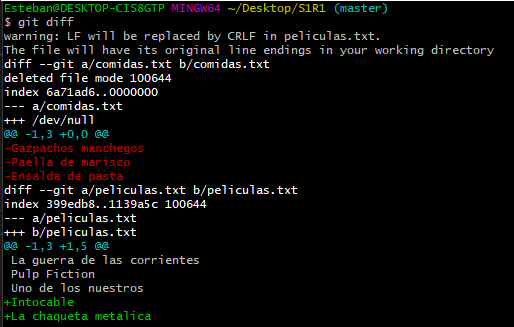 Esteban@DESKTOP-CIS8GTP MINGW64 ~/Desktop/S1R1 (master)
$ git diff
warning: LF will be replaced by CRLF in peliculas.txt.
The file will have its original line endings in your working directory
diff --git a/comidas.txt b/comidas.txt
deleted file mode 100644
index 6a71ad6..0000000
--- a/comidas.txt
+++ /dev/null
@@ -1,3 +0,0 @@
-Gazpachos manchegos
-Paella de marisco
-Ensalda de pasta
diff --git a/peliculas.txt b/peliculas.txt
index 399edb8..1139a5c 100644
--- a/peliculas.txt
+++ b/peliculas.txt
@@ -1,3 +1,5 @@
 La guerra de las corrientes
 Pulp Fiction
 Uno de los nuestros
+Intocable
+La chaqueta metalica